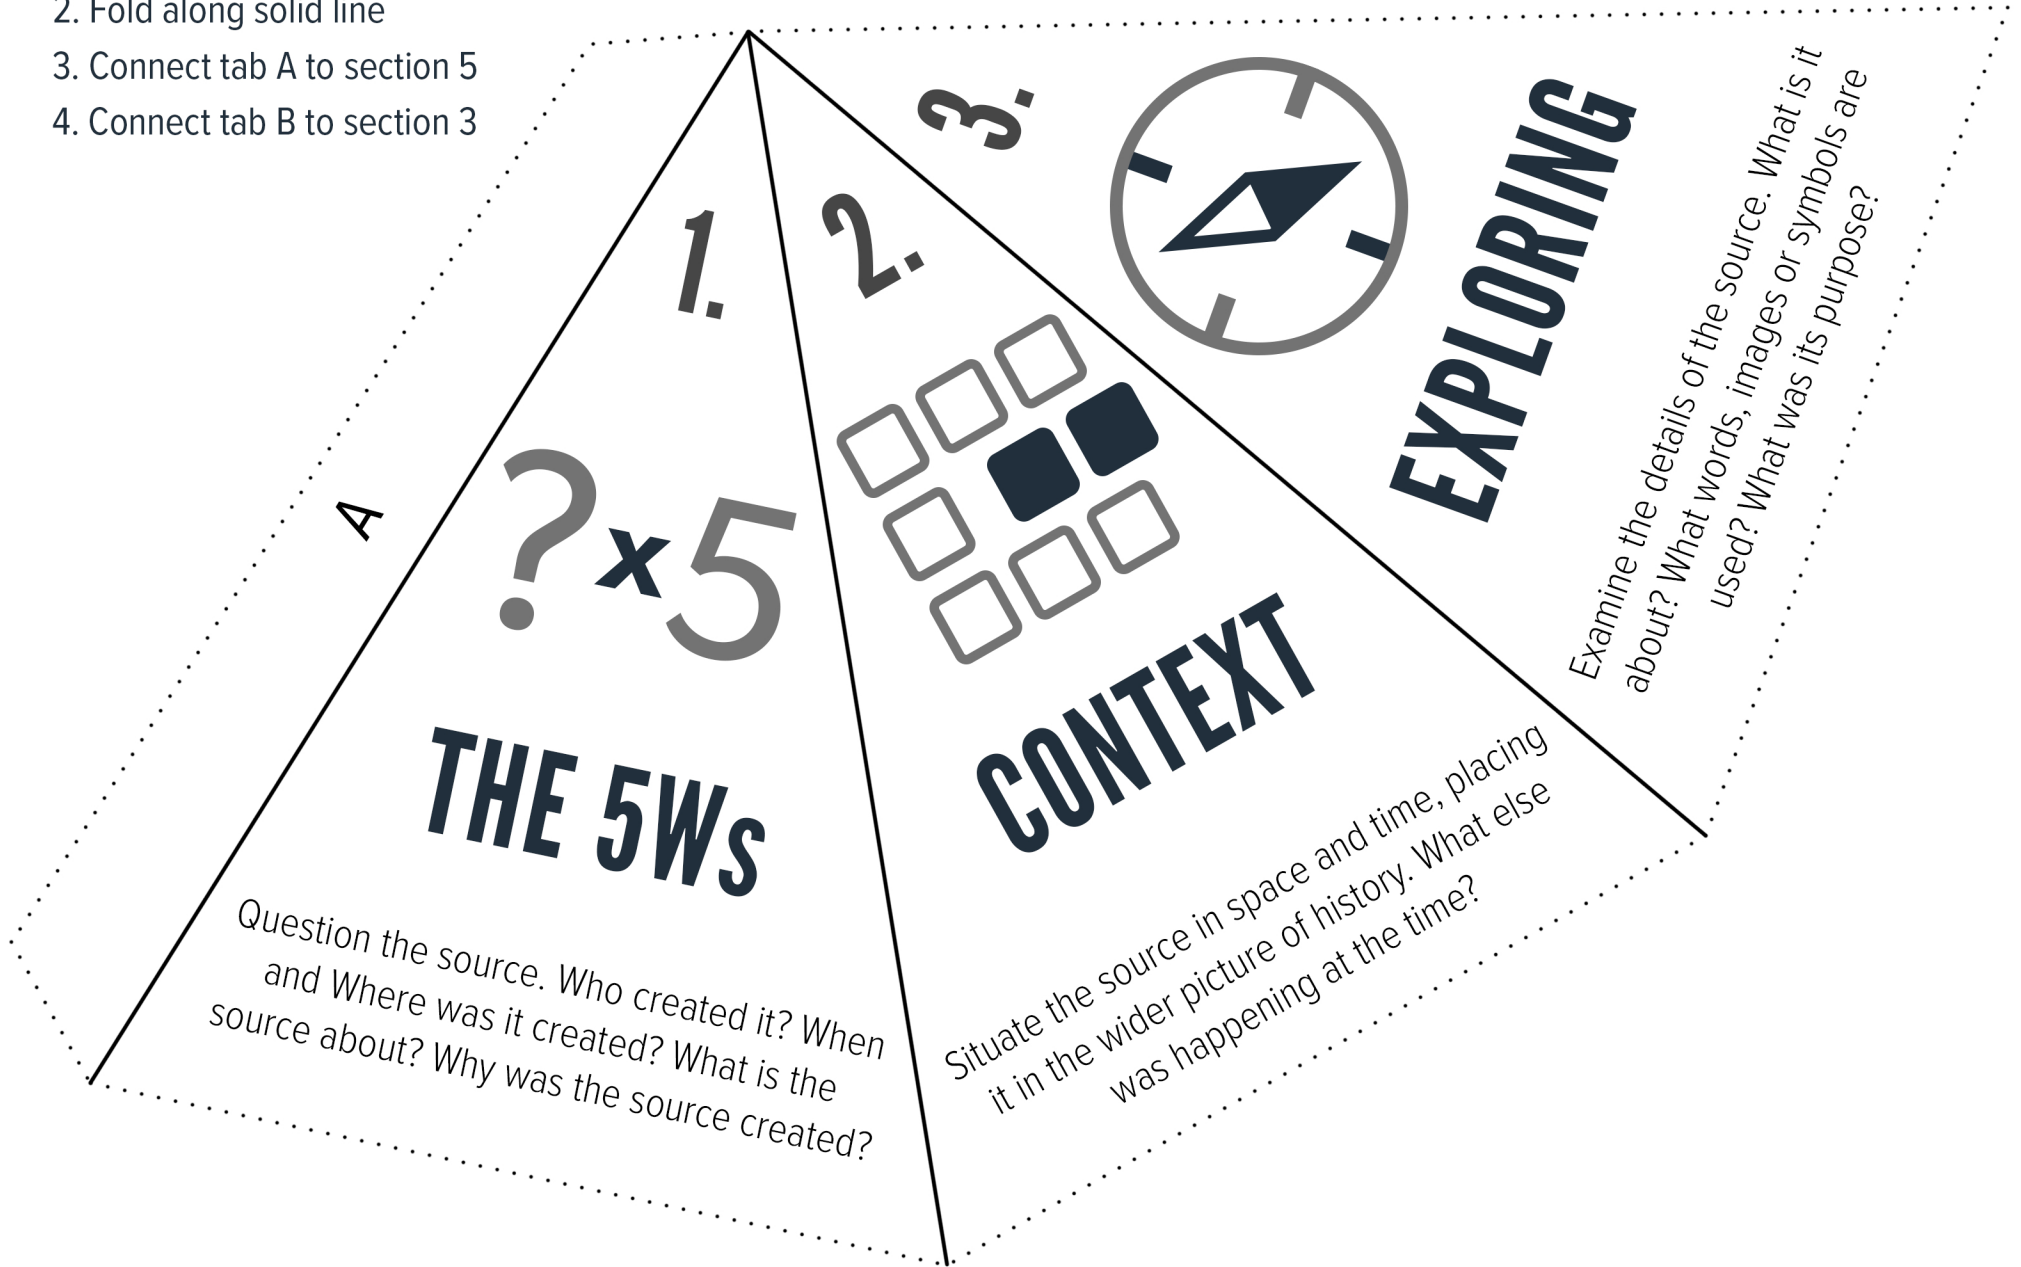 2. Fold along solid line
3. Connect tab A to section 5
4. Connect tab B to section 3
A
1.
?x5
THE 5Ws
Question the source. Who created it? When
and Where was it created? What is the
source about? Why was the source created?
2.
CONTEXT
Situate the source in space and time, placing
it in the wider picture of history. What else
was happening at the time?
3.
EXPLORING
Examine the details of the source. What is it
about? What words, images or symbols are
used? What was its purpose?